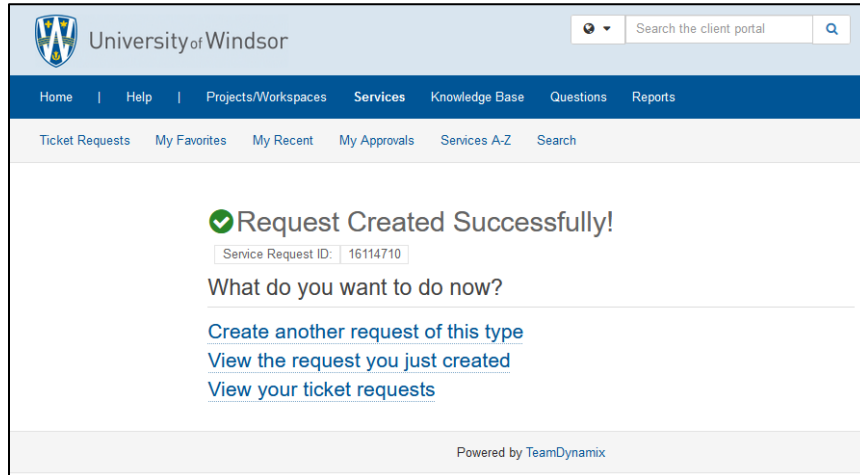 University of Windsor
Search the client portal
Home | Help | Projects/Workspaces Services Knowledge Base Questions Reports
Ticket Requests My Favorites My Recent My Approvals Services A-Z Search
Request Created Successfully!
Service Request ID: 16114710
What do you want to do now?
Create another request of this type
View the request you just created
View your ticket requests
Powered by TeamDynamix